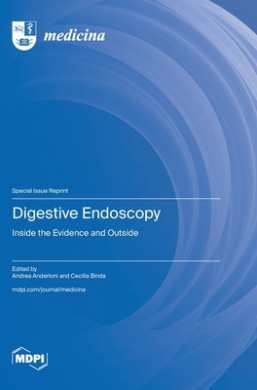 medicina
Special Issue Reprint
Digestive Endoscopy
Inside the Evidence and Outside
Edited by
Andrea Anderloni and Cecilia Binda
mdpi.com/journal/medicina
MDPI